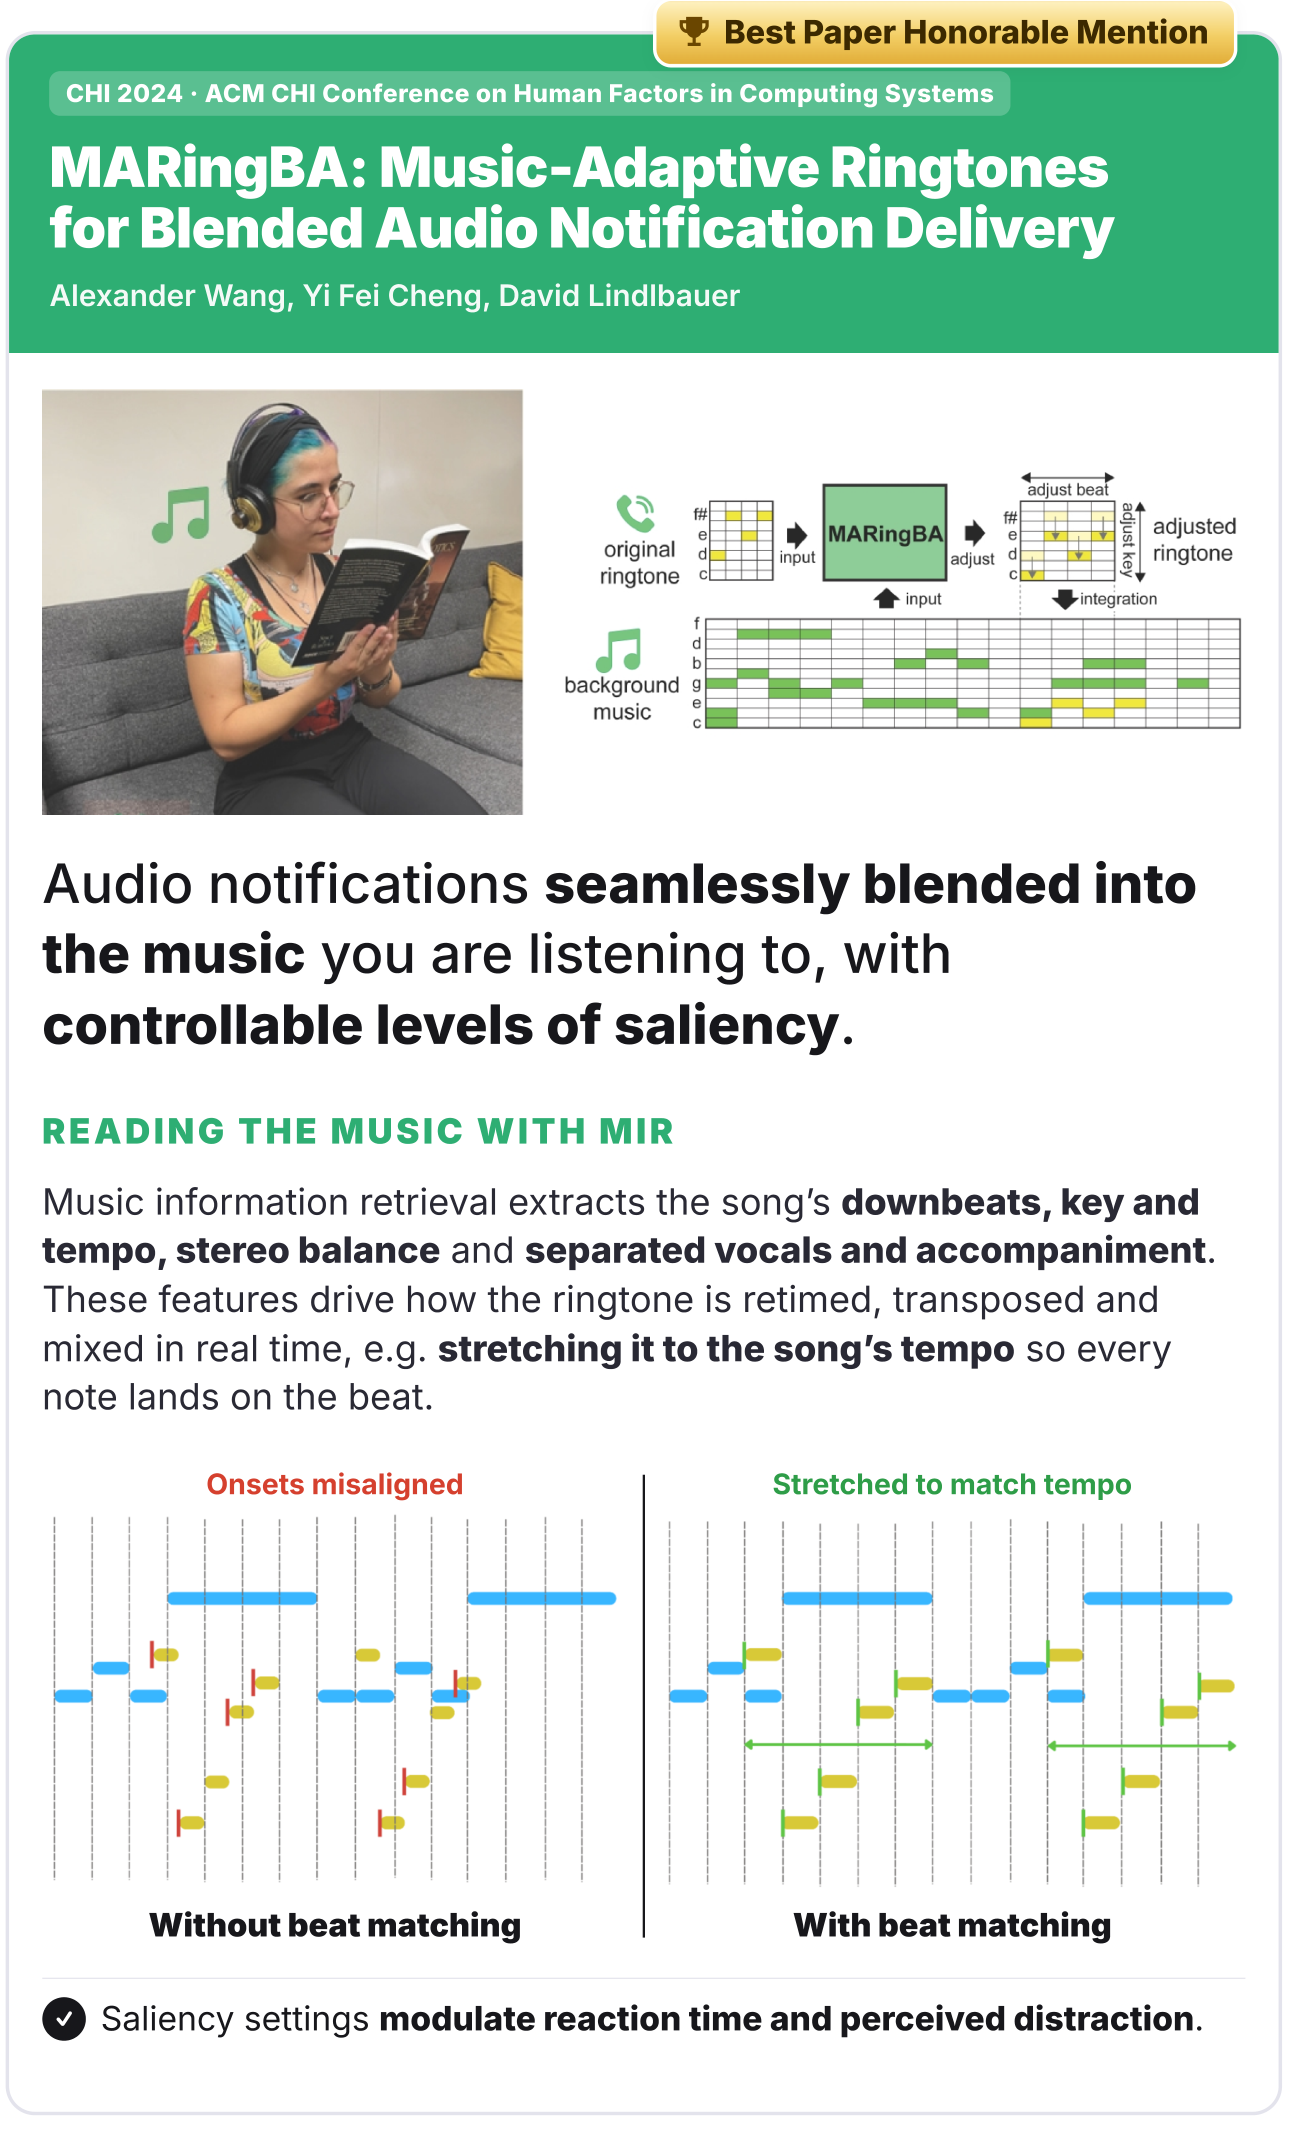 Best Paper Honorable Mention
CHI 2024 · ACM CHI Conference on Human Factors in Computing Systems
MARingBA: Music-Adaptive Ringtones
for Blended Audio Notification Delivery
Alexander Wang, Yi Fei Cheng, David Lindlbauer
original
ringtone
f#
e
d
c
input
MARingBA
adjust
adjust beat
f#
e
d
c
adjust key
adjusted
ringtone
input
integration
background
music
f
d
b
g
e
c
Audio notifications seamlessly blended into
the music you are listening to, with
controllable levels of saliency.
READING THE MUSIC WITH MIR
Music information retrieval extracts the song’s downbeats, key and
tempo, stereo balance and separated vocals and accompaniment.
These features drive how the ringtone is retimed, transposed and
mixed in real time, e.g. stretching it to the song’s tempo so every
note lands on the beat.
Onsets misaligned
Stretched to match tempo
Without beat matching
With beat matching
Saliency settings modulate reaction time and perceived distraction.